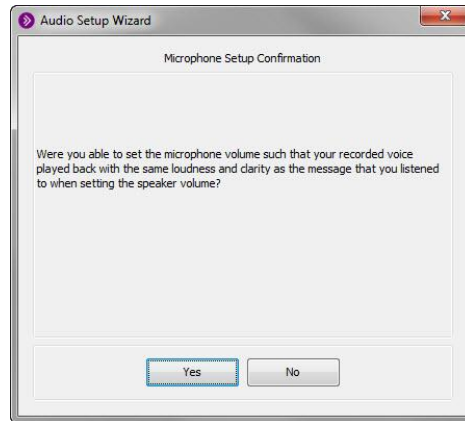 Audio Setup Wizard
Microphone Setup Confirmation
Were you able to set the microphone volume such that your recorded voice
played back with the same loudness and clarity as the message that you listened
to when setting the speaker volume?
Yes
No